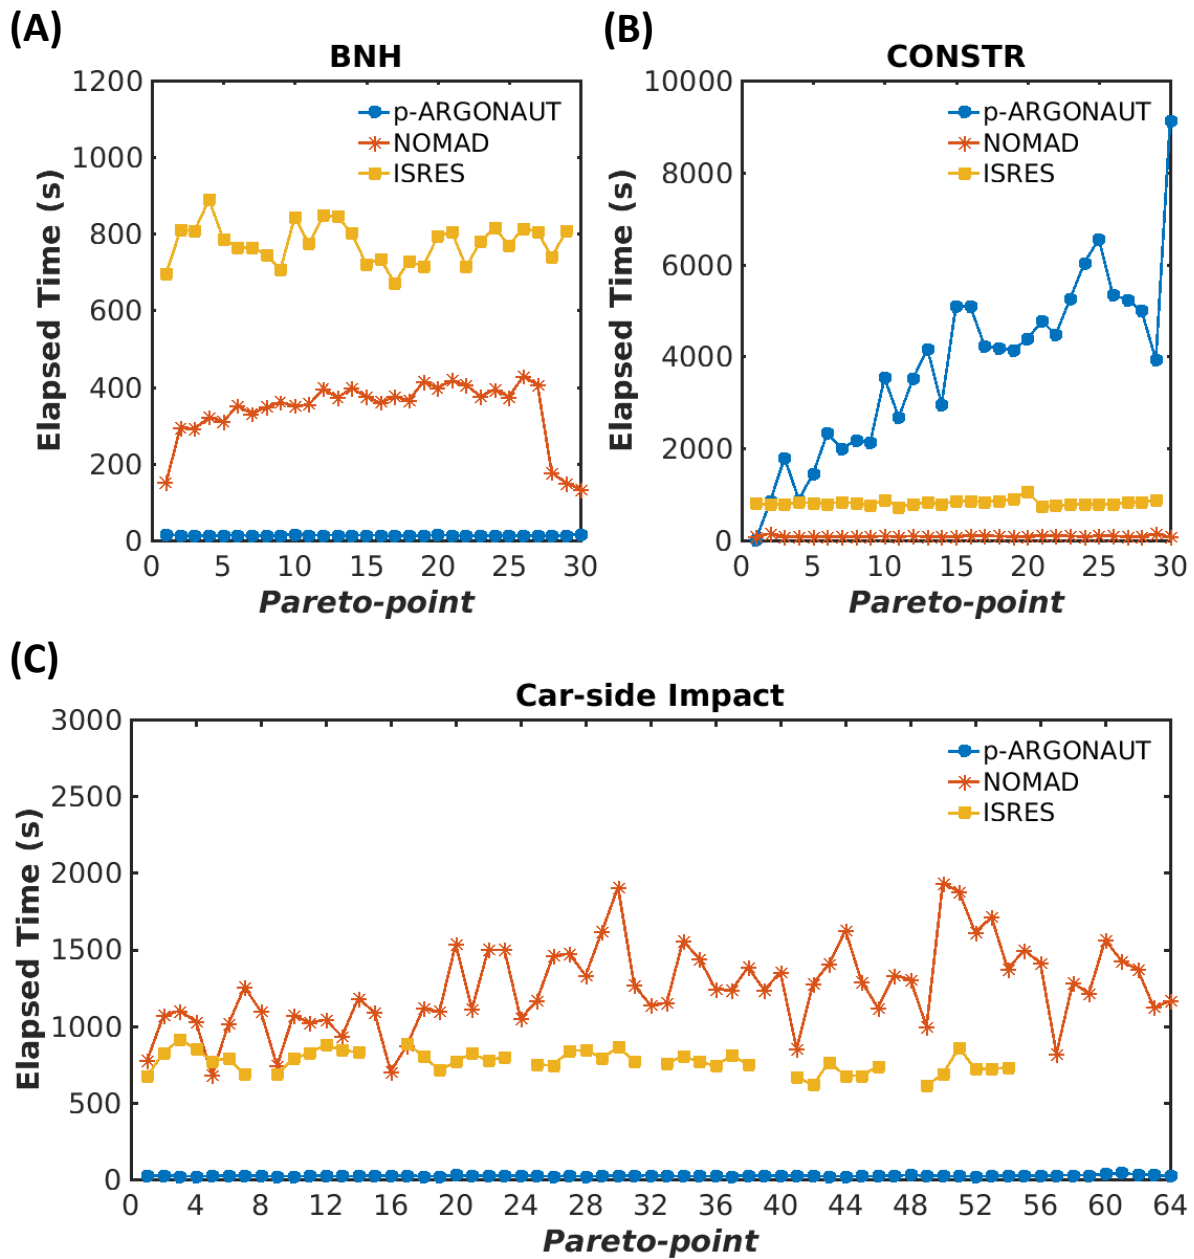 (A)
BNH
1200
1000
800
600
400
200
0
Elapsed Time (s)
p-ARGONAUT
NOMAD
ISRES
0 5 10 15 20 25 30
Pareto-point
(B)
CONSTR
10000
8000
6000
4000
2000
0
Elapsed Time (s)
p-ARGONAUT
NOMAD
ISRES
0 5 10 15 20 25 30
Pareto-point
(C)
Car-side Impact
3000
2500
2000
1500
1000
500
0
Elapsed Time (s)
p-ARGONAUT
NOMAD
ISRES
0 4 8 12 16 20 24 28 32 36 40 44 48 52 56 60 64
Pareto-point